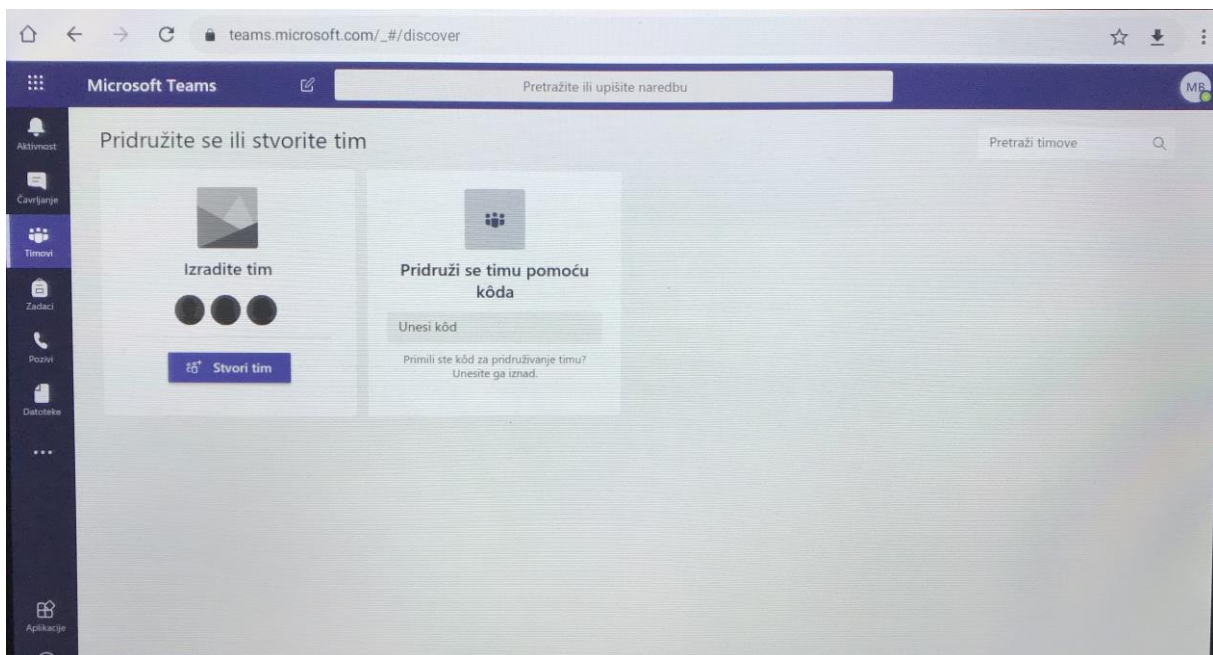 teams.microsoft.com/_#/discover
Microsoft Teams
Pretražite ili upišite naredbu
MB
Aktivnost
Čavrljanje
Timovi
Zadaci
Pozivi
Datoteke
Aplikacije
Pridružite se ili stvorite tim
Pretraži timove
Izradite tim
Stvori tim
Pridruži se timu pomoću
kôda
Unesi kôd
Primili ste kôd za pridruživanje timu?
Unesite ga iznad.